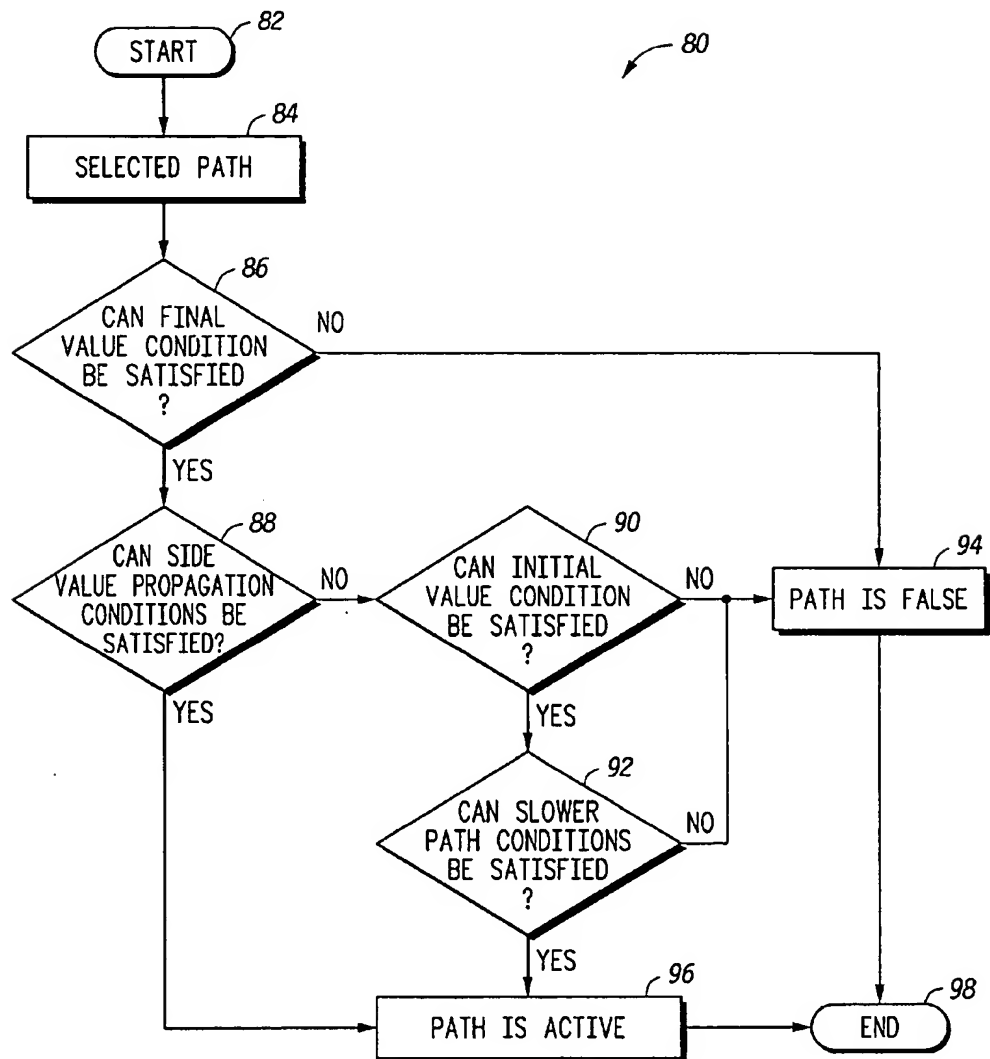 82
START
80
84
SELECTED PATH
86
CAN FINAL
VALUE CONDITION
BE SATISFIED
?
NO
YES
88
CAN SIDE
VALUE PROPAGATION
CONDITIONS BE
SATISFIED?
NO
YES
90
CAN INITIAL
VALUE CONDITION
BE SATISFIED
?
NO
YES
94
PATH IS FALSE
92
CAN SLOWER
PATH CONDITIONS
BE SATISFIED
?
NO
YES
96
PATH IS ACTIVE
98
END